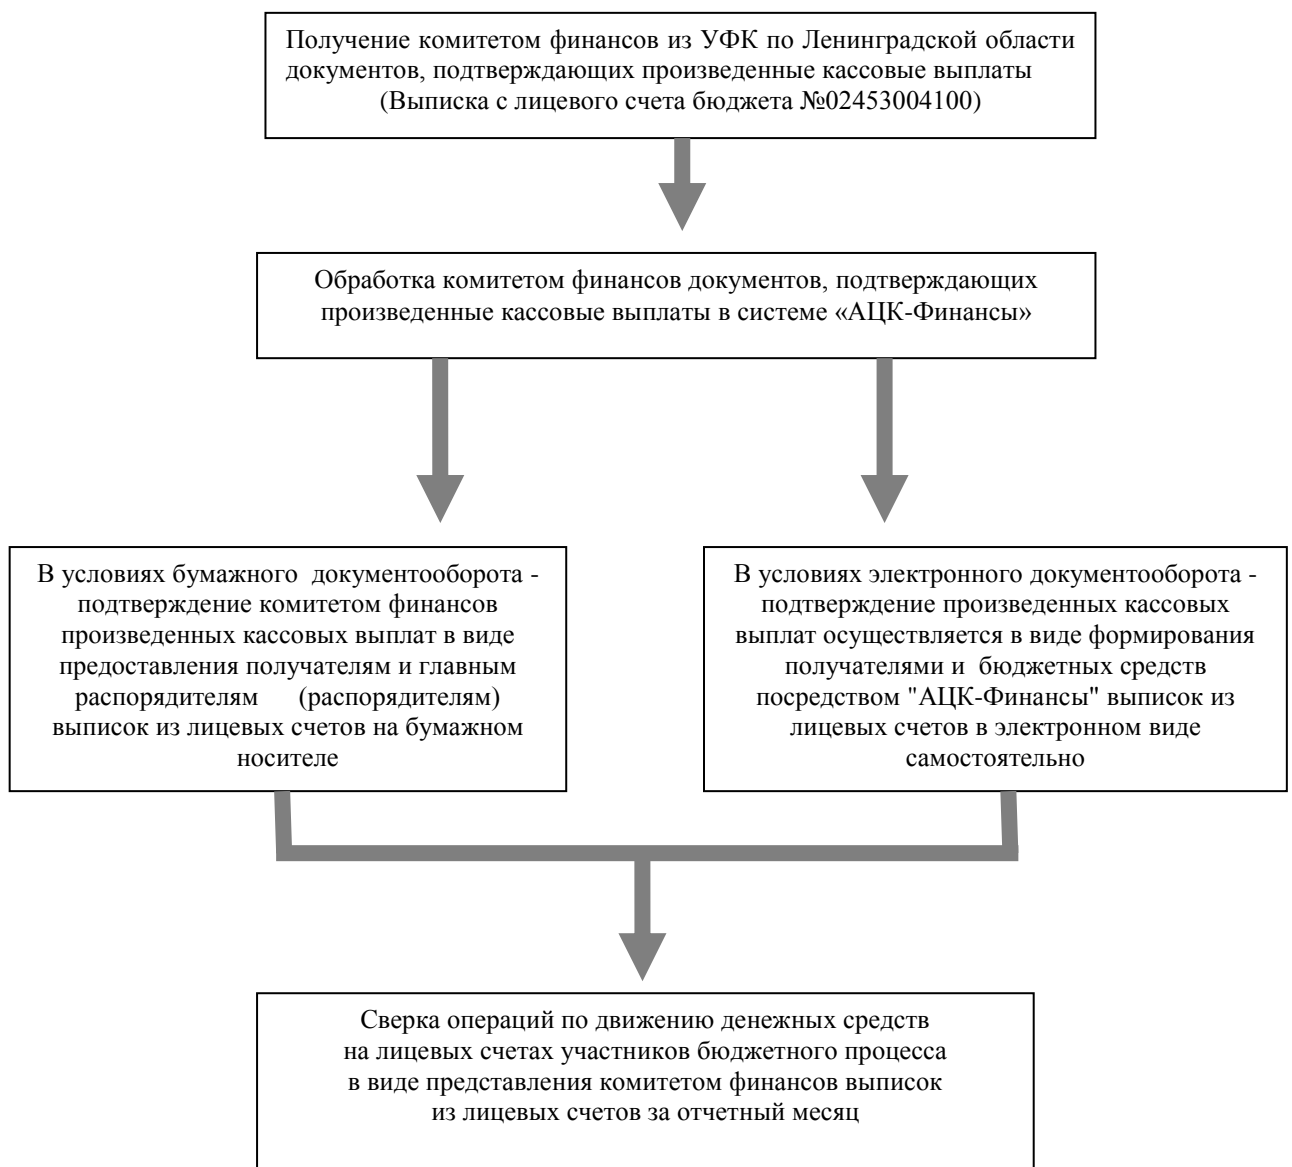 Получение комитетом финансов из УФК по Ленинградской области
документов, подтверждающих произведенные кассовые выплаты
(Выписка с лицевого счета бюджета №02453004100)
Обработка комитетом финансов документов, подтверждающих
произведенные кассовые выплаты в системе «АЦК-Финансы»
В условиях бумажного документооборота -
подтверждение комитетом финансов
произведенных кассовых выплат в виде
предоставления получателям и главным
распорядителям (распорядителям)
выписок из лицевых счетов на бумажном
носителе
В условиях электронного документооборота -
подтверждение произведенных кассовых
выплат осуществляется в виде формирования
получателями и бюджетных средств
посредством "АЦК-Финансы" выписок из
лицевых счетов в электронном виде
самостоятельно
Сверка операций по движению денежных средств
на лицевых счетах участников бюджетного процесса
в виде представления комитетом финансов выписок
из лицевых счетов за отчетный месяц